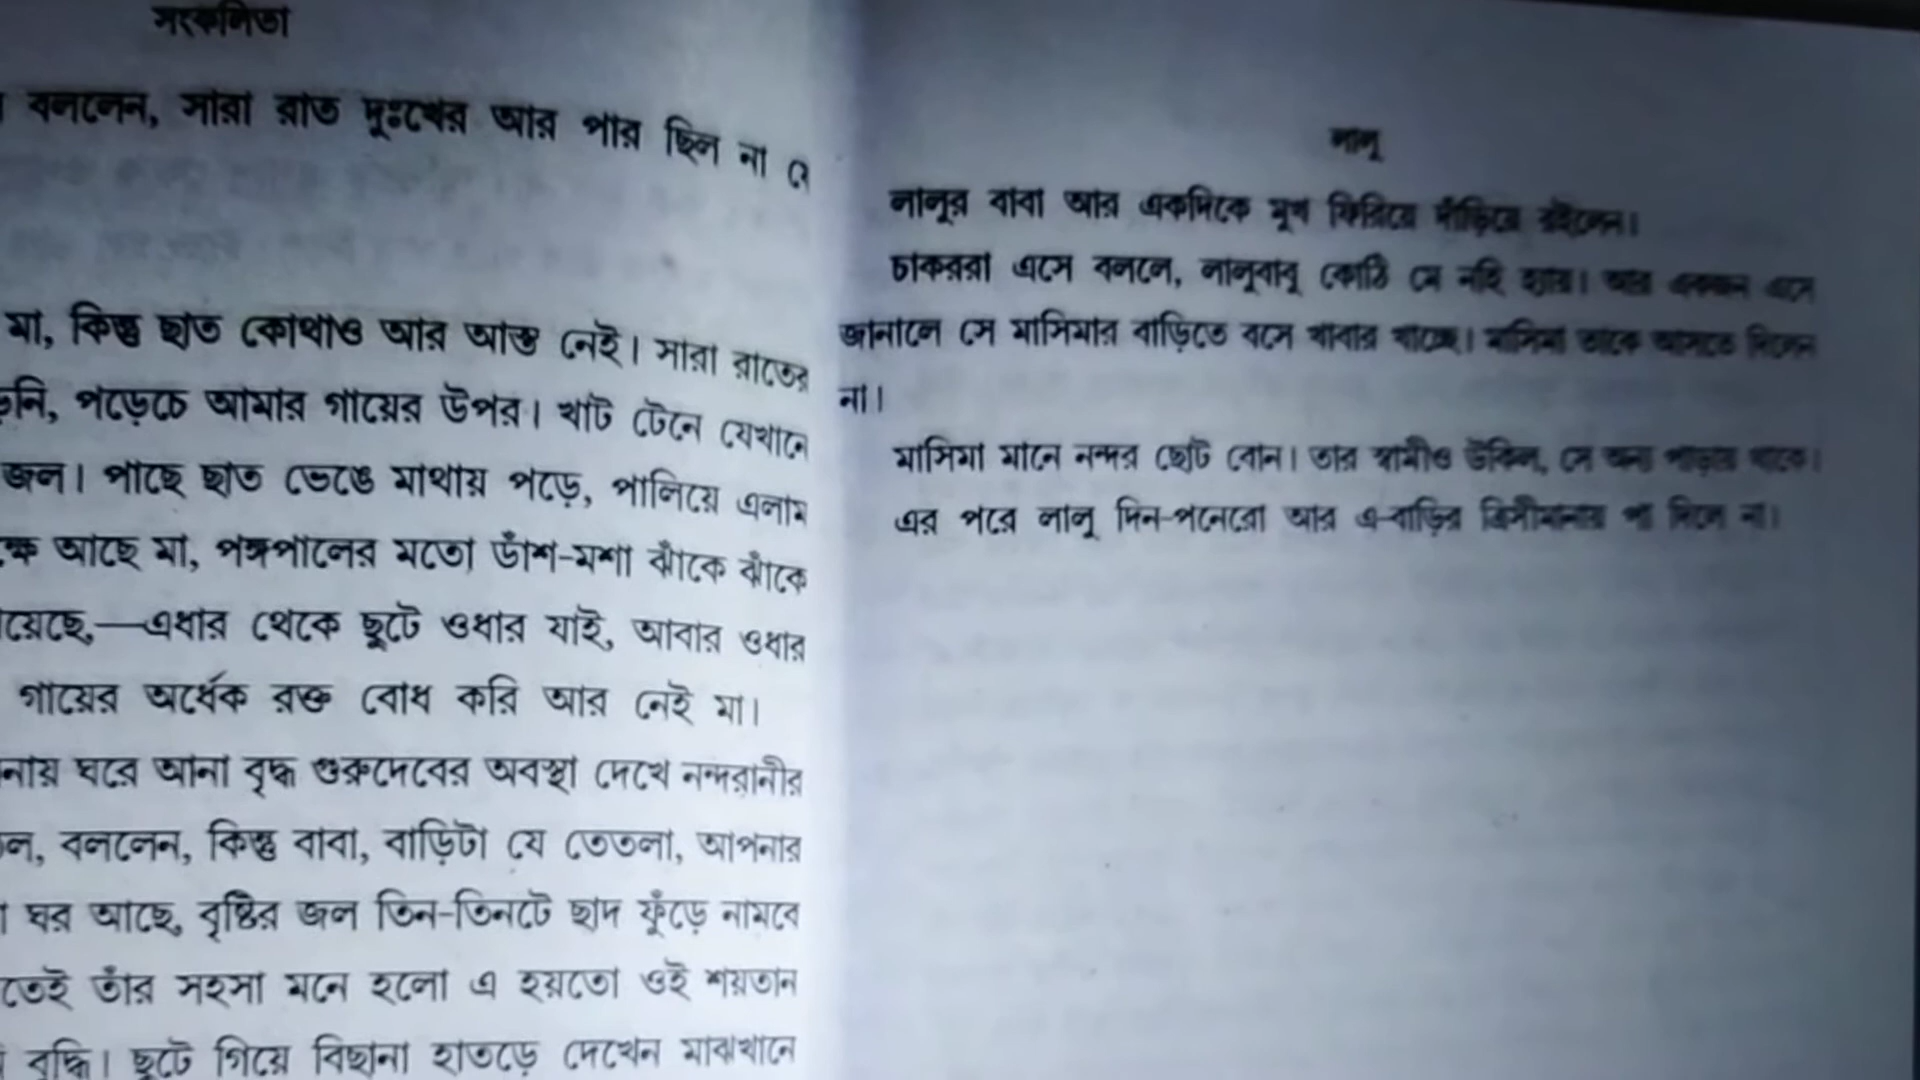 সংকলিতা
বললেন, সারা রাত দুঃখের আর পার ছিল না রে
মা, কিন্তু ছাত কোথাও আর আস্ত নেই। সারা রাতের
পড়েচে আমার গায়ের উপর। খাট টেনে যেখানে
জল। পাছে ছাত ভেঙে মাথায় পড়ে, পালিয়ে এলাম
আছে মা, পঙ্গপালের মতো ডাঁশ-মশা ঝাঁকে ঝাঁকে
—এধার থেকে ছুটে ওধার যাই, আবার ওধার
গায়ের অর্ধেক রক্ত বোধ করি আর নেই মা।
ঘরে আনা বৃদ্ধ গুরুদেবের অবস্থা দেখে নন্দরানীর
বললেন, কিন্তু বাবা, বাড়িটা যে তেতলা, আপনার
ঘর আছে, বৃষ্টির জল তিন-তিনটে ছাদ ফুঁড়ে নামবে
তাঁর সহসা মনে হলো এ হয়তো ওই শয়তান
বুদ্ধি। ছুটে গিয়ে বিছানা হাতড়ে দেখেন মাঝখানে
লালু
লালুর বাবা আর একদিকে মুখ ফিরিয়ে দাঁড়িয়ে রইলেন।
চাকররা এসে বললে, লালুবাবু কোঠি মে নহি হ্যায়। আর একজন এসে
জানালে সে মাসিমার বাড়িতে বসে খাবার খাচ্ছে। মাসিমা তাকে আসতে দিলেন
না।
মাসিমা মানে নন্দর ছোট বোন। তার স্বামীও উকিল, সে অন্য পাড়ায় থাকে।
এর পরে লালু দিন-পনেরো আর এ-বাড়ির ত্রিসীমানায় পা দিলে না।